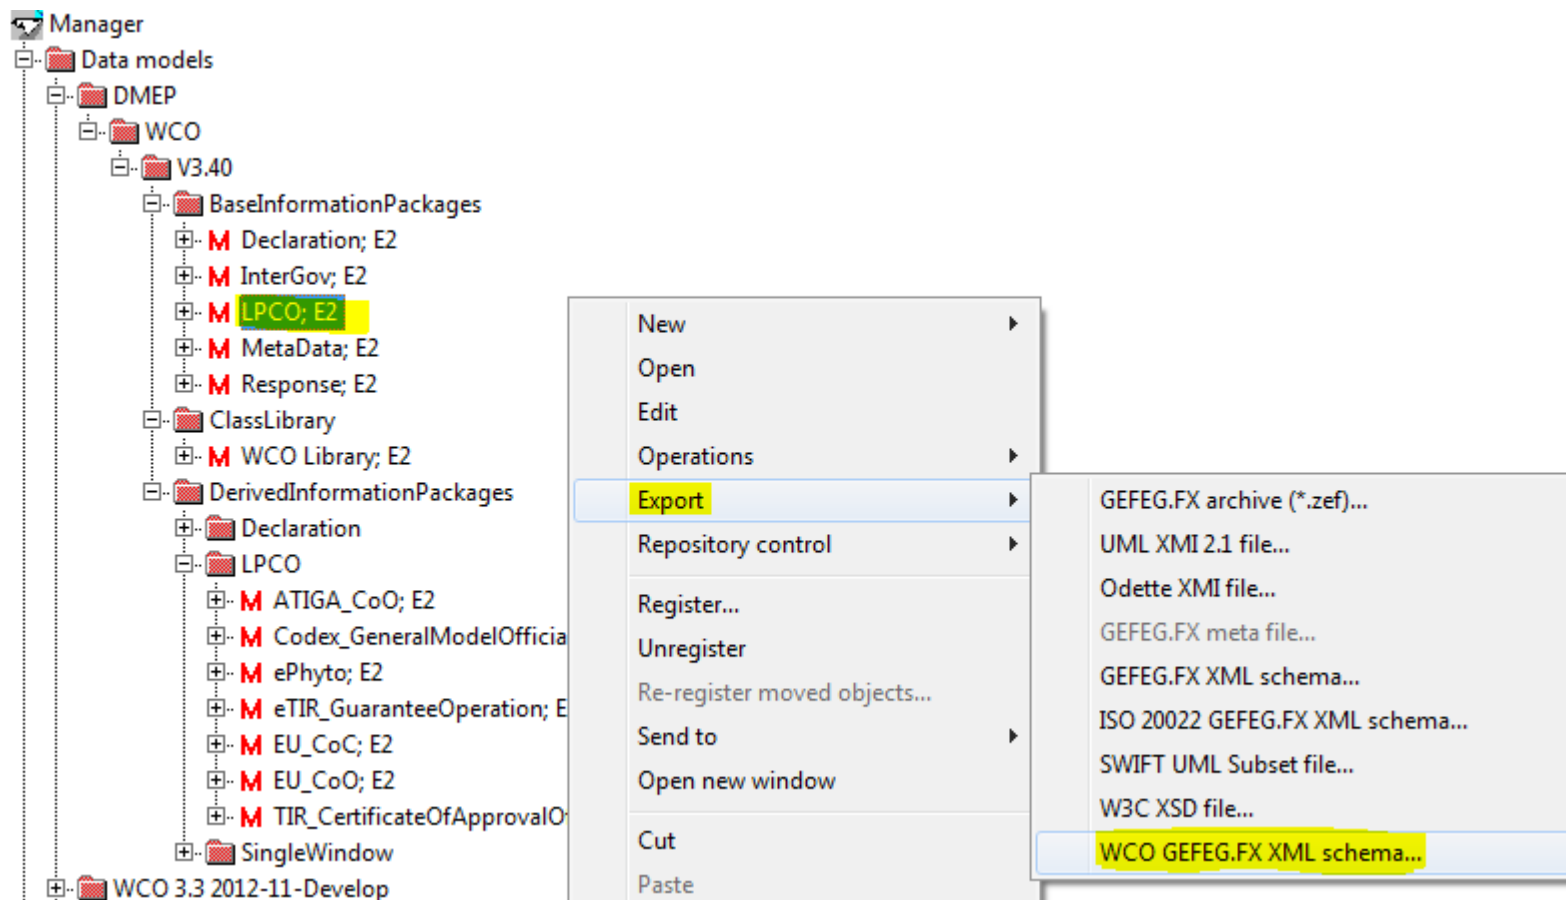 Manager
Data models
DMEP
WCO
V3.40
BaseInformationPackages
Declaration; E2
InterGov; E2
LPCO; E2
MetaData; E2
Response; E2
ClassLibrary
WCO Library; E2
DerivedInformationPackages
Declaration
LPCO
ATIGA_CoO; E2
Codex_GeneralModelOfficia
ePhyto; E2
eTIR_GuaranteeOperation; E
EU_CoC; E2
EU_CoO; E2
TIR_CertificateOfApprovalO
SingleWindow
WCO 3.3 2012-11-Develop
New
Open
Edit
Operations
Export
Repository control
Register...
Unregister
Re-register moved objects...
Send to
Open new window
Cut
Paste
GEFEG.FX archive (*.zef)...
UML XMI 2.1 file...
Odette XMI file...
GEFEG.FX meta file...
GEFEG.FX XML schema...
ISO 20022 GEFEG.FX XML schema...
SWIFT UML Subset file...
W3C XSD file...
WCO GEFEG.FX XML schema...